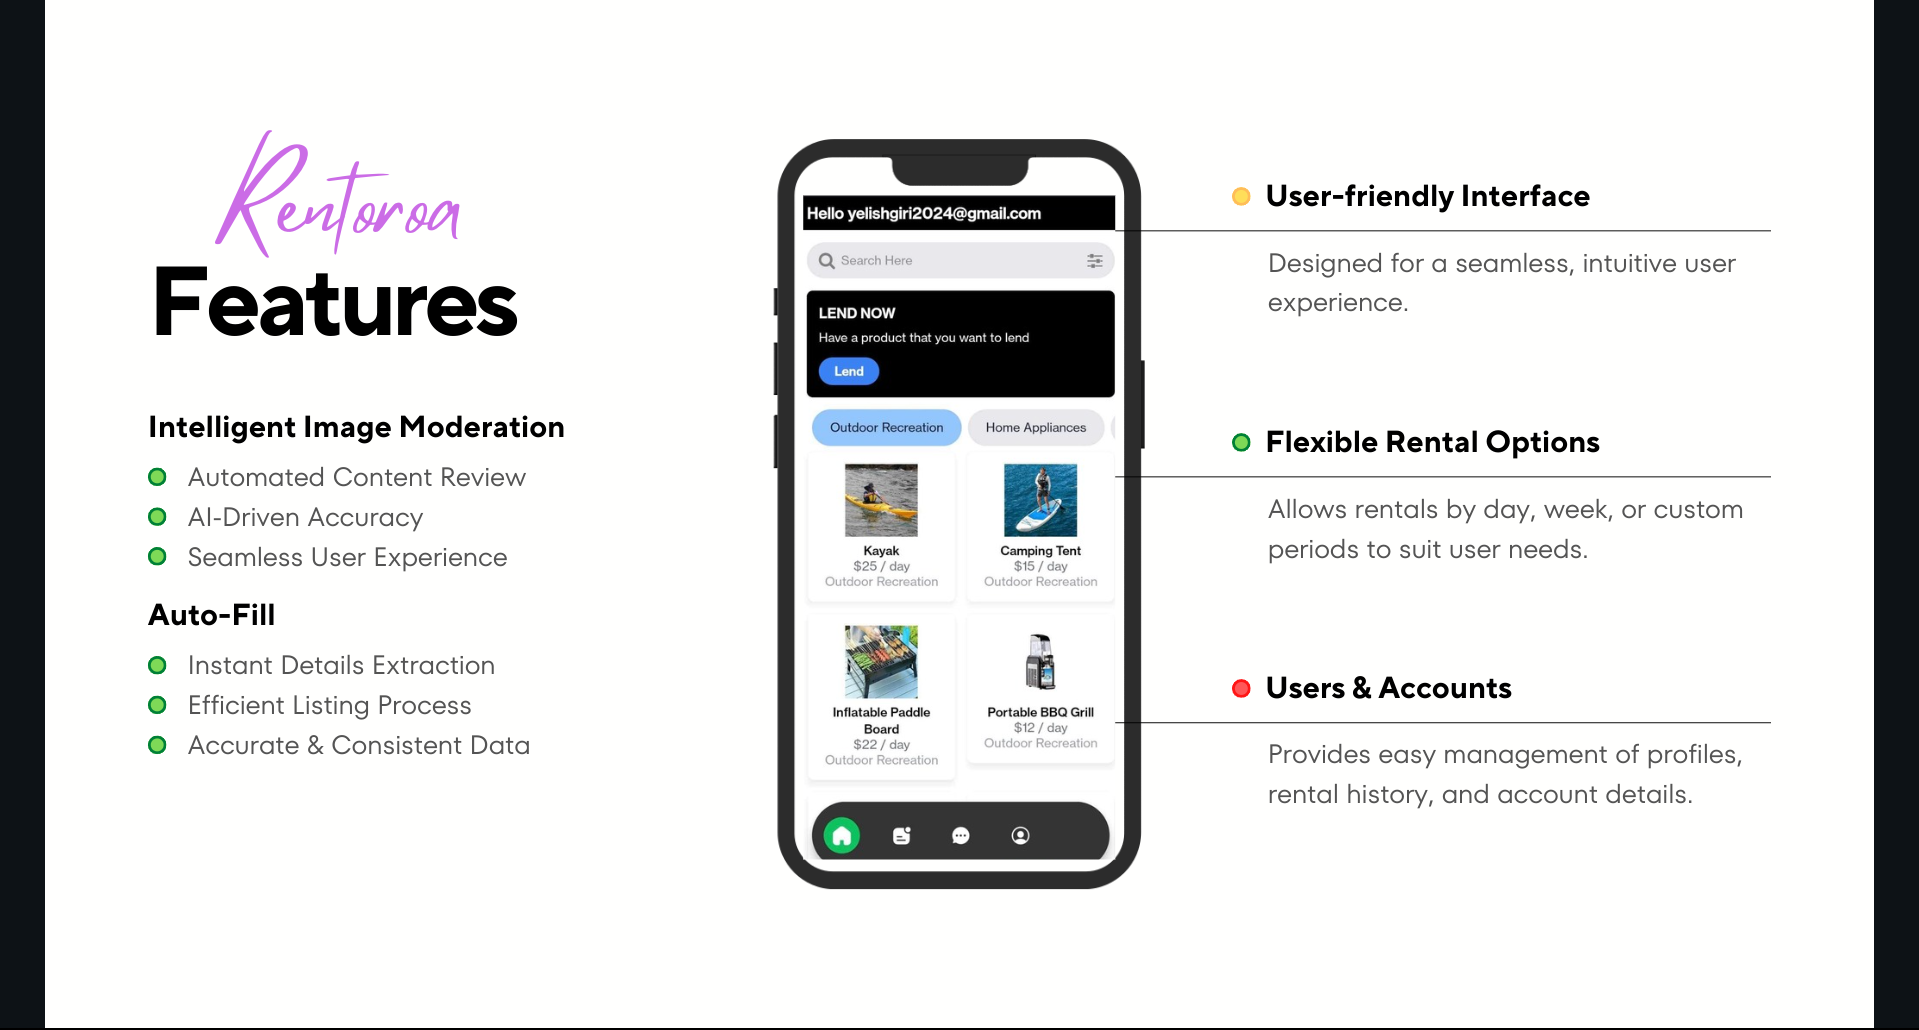 Rentoroa
Features
Intelligent Image Moderation
Automated Content Review
AI-Driven Accuracy
Seamless User Experience
Auto-Fill
Instant Details Extraction
Efficient Listing Process
Accurate & Consistent Data
Hello yelishgiri2024@gmail.com
Search Here
LEND NOW
Have a product that you want to lend
Lend
Outdoor Recreation
Home Appliances
Kayak
$25 / day
Outdoor Recreation
Camping Tent
$15 / day
Outdoor Recreation
Inflatable Paddle
Board
$22 / day
Outdoor Recreation
Portable BBQ Grill
$12 / day
Outdoor Recreation
User-friendly Interface
Designed for a seamless, intuitive user
experience.
Flexible Rental Options
Allows rentals by day, week, or custom
periods to suit user needs.
Users & Accounts
Provides easy management of profiles,
rental history, and account details.